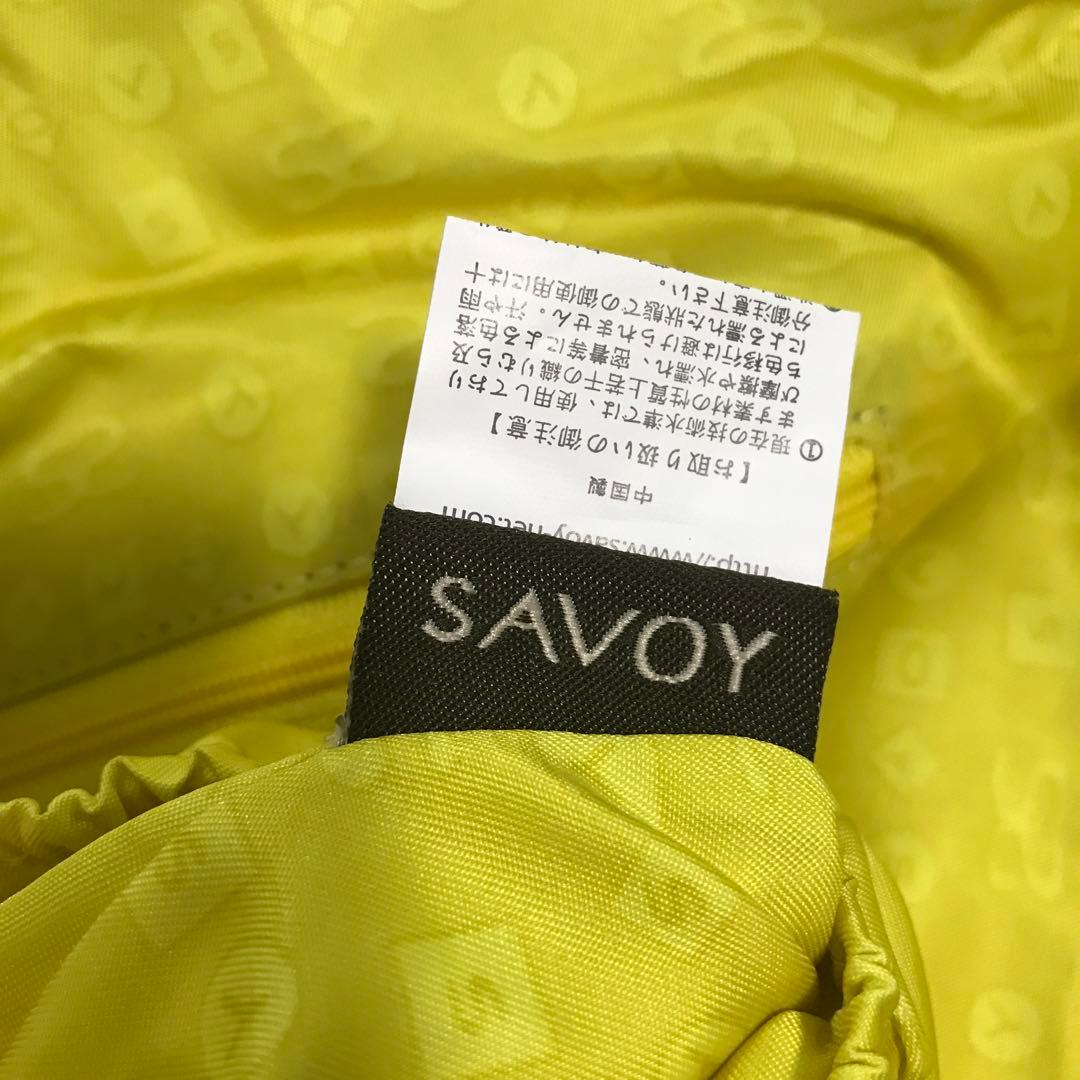 SAVOY
http://www.savoy-net.com
中国製
【お取り扱いの御注意】
①現在の技術水準では、使用しており
ます素材の性質上若干の織りむら及
び摩擦や水濡れ、密着等による色落
ち色移行は避けられません。汗や雨
による濡れた状態での御使用には十
分御注意下さい。